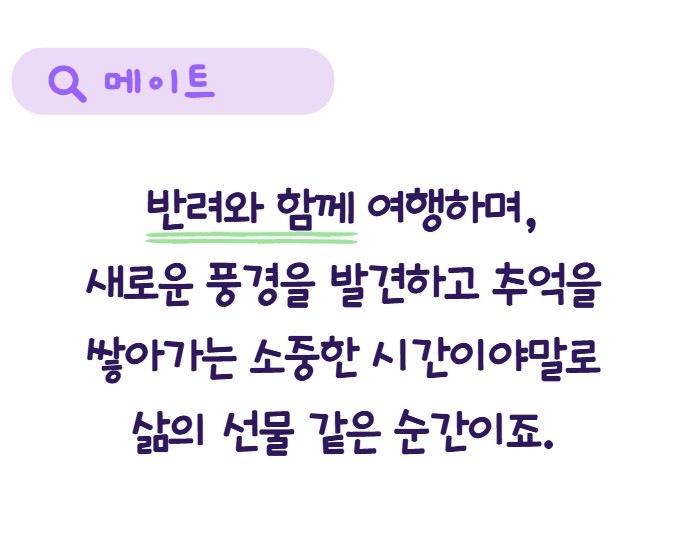 메이트
반려와 함께 여행하며,
새로운 풍경을 발견하고 추억을
쌓아가는 소중한 시간이야말로
삶의 선물 같은 순간이죠.